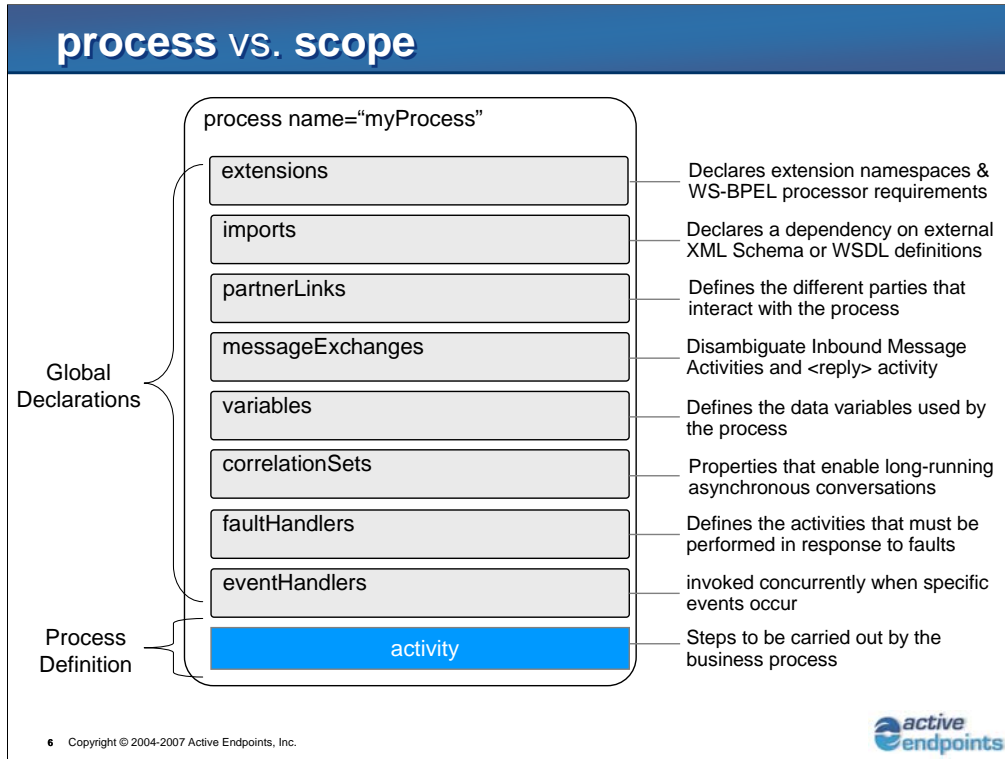 process vs. scope
process name=“myProcess”
extensions
Declares extension namespaces &
WS-BPEL processor requirements
imports
Declares a dependency on external
XML Schema or WSDL definitions
partnerLinks
Defines the different parties that
interact with the process
messageExchanges
Disambiguate Inbound Message
Activities and <reply> activity
Global
Declarations
variables
Defines the data variables used by
the process
correlationSets
Properties that enable long-running
asynchronous conversations
faultHandlers
Defines the activities that must be
performed in response to faults
eventHandlers
invoked concurrently when specific
events occur
Process
Definition
activity
Steps to be carried out by the
business process
6 Copyright © 2004-2007 Active Endpoints, Inc.
active
endpoints